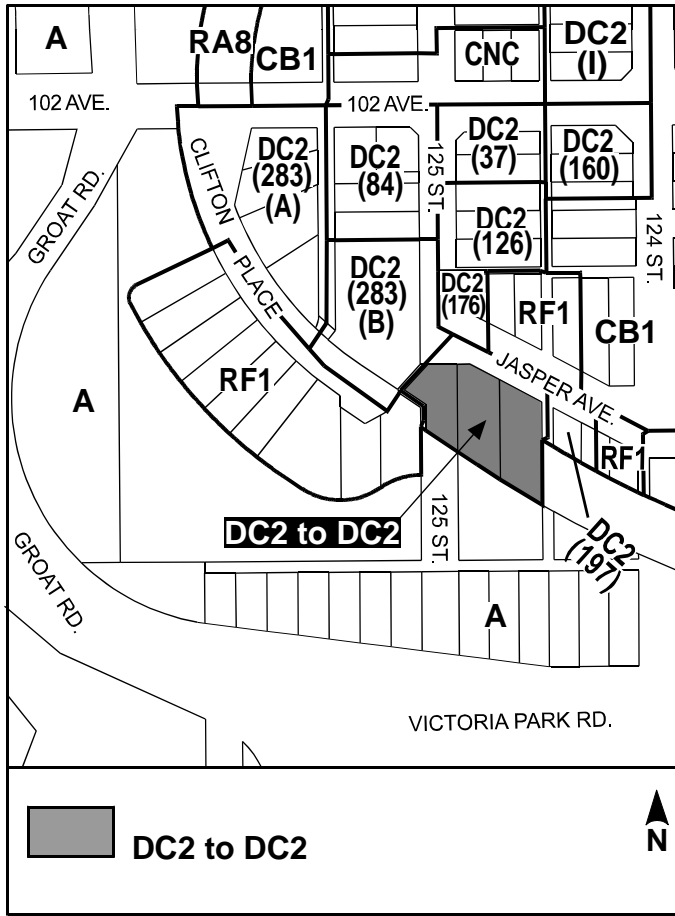 A
RA8
CB1
CNC
DC2
(I)
102 AVE.
102 AVE.
CLIFTON
PLACE
DC2
(283)
(A)
DC2
(84)
125 ST.
DC2
(37)
DC2
(160)
GROAT RD.
DC2
(126)
124 ST.
DC2
(283)
(B)
DC2
(176)
RF1
CB1
JASPER AVE.
A
RF1
RF1
DC2 to DC2
125 ST.
DC2
(197)
GROAT RD.
A
VICTORIA PARK RD.
DC2 to DC2
N